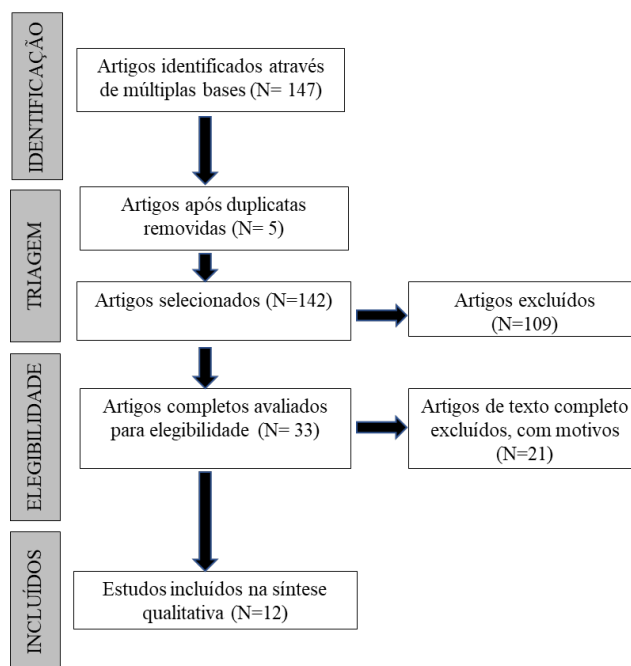 IDENTIFICAÇÃO
Artigos identificados através
de múltiplas bases (N= 147)
TRIAGEM
Artigos após duplicatas
removidas (N= 5)
Artigos selecionados (N=142)
Artigos excluídos
(N=109)
ELEGIBILIDADE
Artigos completos avaliados
para elegibilidade (N= 33)
Artigos de texto completo
excluídos, com motivos
(N=21)
INCLUÍDOS
Estudos incluídos na síntese
qualitativa (N=12)